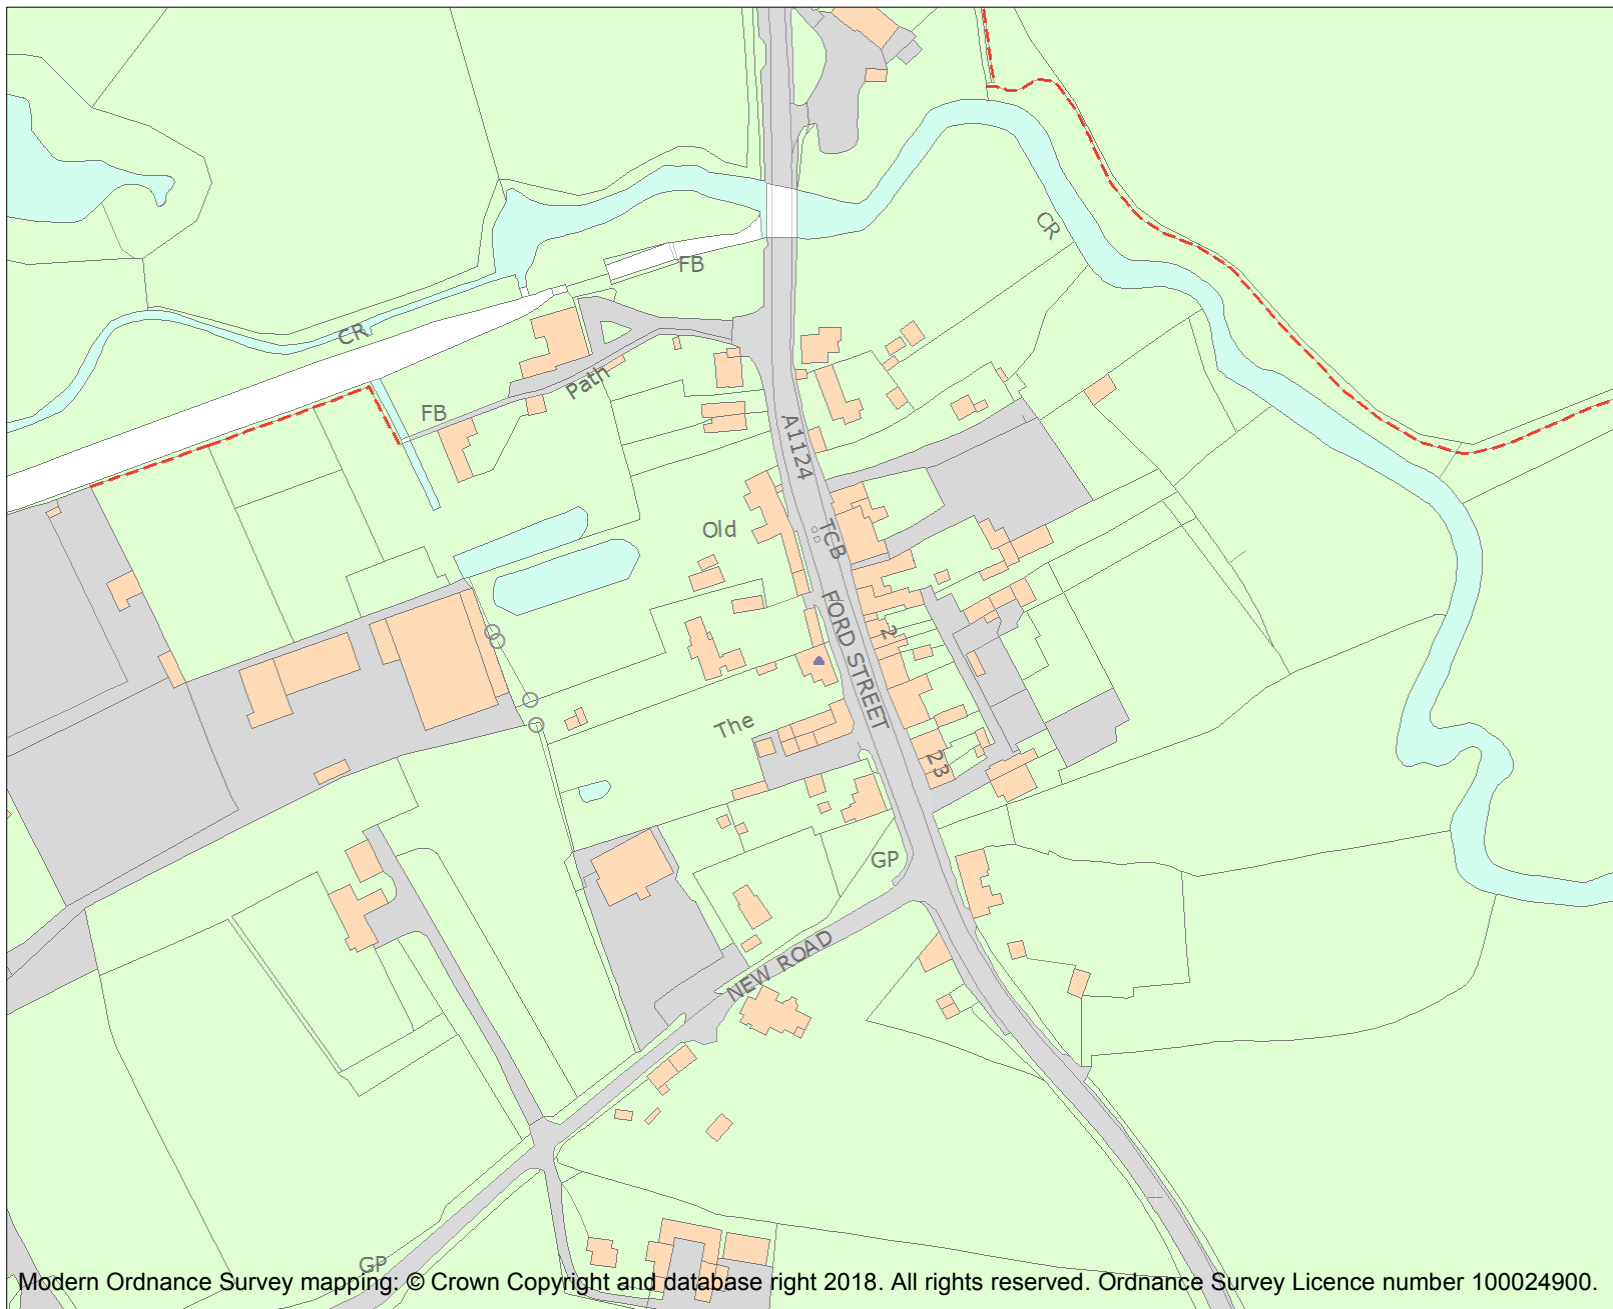 CR
FB
CR
Path
FB
A1124
Old
TCB
FORD STREET
2
The
23
GP
NEW ROAD
GP
Modern Ordnance Survey mapping: © Crown Copyright and database right 2018. All rights reserved. Ordnance Survey Licence number 100024900.